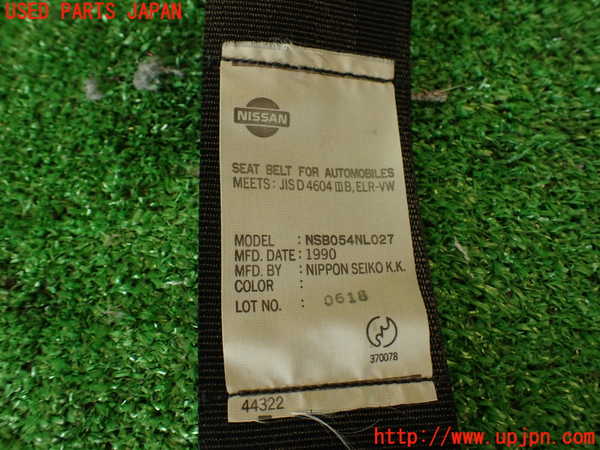 USED PARTS JAPAN
NISSAN
SEAT BELT FOR AUTOMOBILES
MEETS: JIS D 4604 ⅢB, ELR-VW
MODEL : NSB054NL027
MFD. DATE: 1990
MFD. BY : NIPPON SEIKO K.K.
COLOR :
LOT NO. : 0618
370078
44322
http://www.upjpn.com/